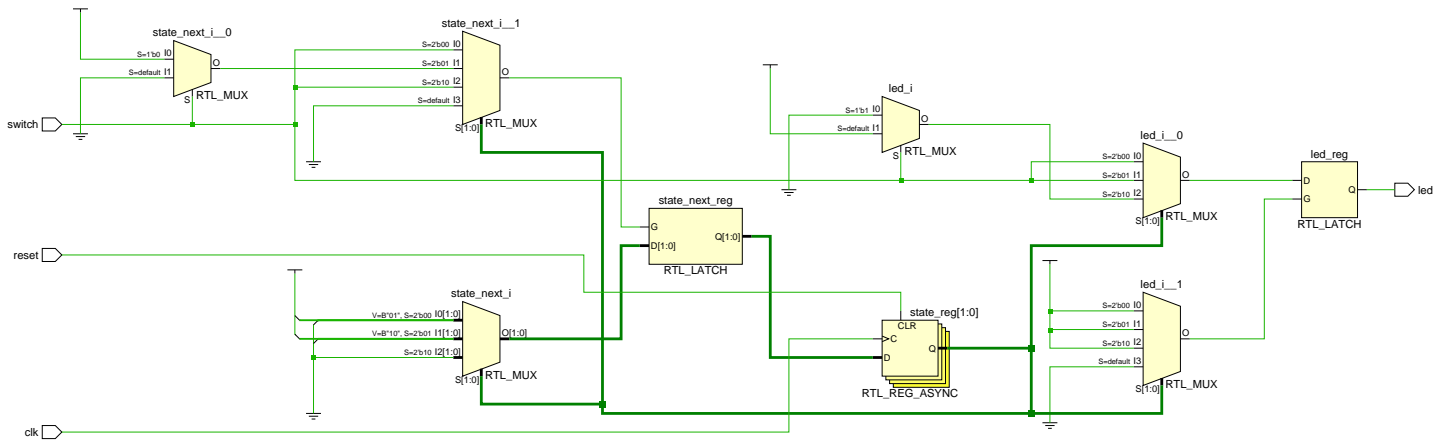 state_next_i__0
S=1'b0 I0
S=default I1
O
S
RTL_MUX
state_next_i__1
S=2'b00 I0
S=2'b01 I1
S=2'b10 I2
S=default I3
O
S[1:0]
RTL_MUX
switch
led_i
S=1'b1 I0
S=default I1
O
S
RTL_MUX
led_i__0
S=2'b00 I0
S=2'b01 I1
S=2'b10 I2
O
S[1:0]
RTL_MUX
led_reg
D
G
Q
RTL_LATCH
led
state_next_reg
G
D[1:0]
Q[1:0]
RTL_LATCH
reset
state_next_i
V=B"01", S=2'b00 I0[1:0]
V=B"10", S=2'b01 I1[1:0]
S=2'b10 I2[1:0]
O[1:0]
S[1:0]
RTL_MUX
state_reg[1:0]
CLR
C
D
Q
RTL_REG_ASYNC
led_i__1
S=2'b00 I0
S=2'b01 I1
S=2'b10 I2
S=default I3
O
S[1:0]
RTL_MUX
clk